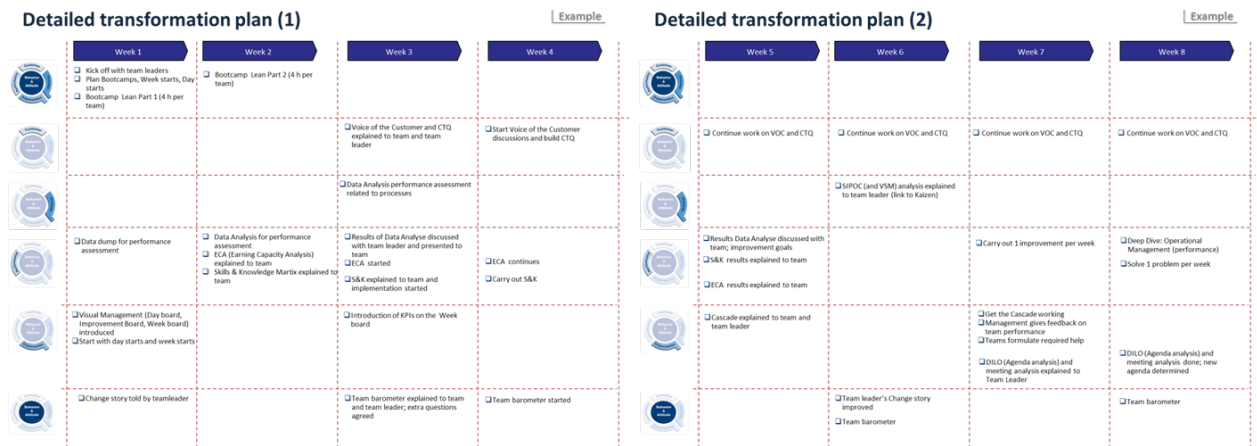 Detailed transformation plan (1)
Example
Week 1
Week 2
Week 3
Week 4
Kick off with team leaders
Plan Bootcamps, Week starts, Day
starts
Bootcamp Lean Part 1 (4 h per
team)
Bootcamp Lean Part 2 (4 h per
team)
Voice of the Customer and CTQ
explained to team and team
leader
Start Voice of the Customer
discussions and build CTQ
Data Analysis performance assessment
related to processes
Data dump for performance
assessment
Data Analysis for performance
assessment
ECA (Earning Capacity Analysis)
explained to team
Skills & Knowledge Martix explained to
team
Results of Data Analyse discussed
with team leader and presented to
team
ECA started
S&K explained to team and
implementation started
ECA continues
Carry out S&K
Visual Management (Day board,
Improvement Board, Week board)
introduced
Start with day starts and week starts
Introduction of KPIs on the Week
board
Change story told by teamleader
Team barometer explained to team
and team leader; extra questions
agreed
Team barometer started
Detailed transformation plan (2)
Example
Week 5
Week 6
Week 7
Week 8
Continue work on VOC and CTQ
Continue work on VOC and CTQ
Continue work on VOC and CTQ
Continue work on VOC and CTQ
SIPOC (and VSM) analysis explained
to team leader (link to Kaizen)
Results Data Analyse discussed with
team; improvement goals
S&K results explained to team
ECA results explained to team
Carry out 1 improvement per week
Deep Dive: Operational
Management (performance)
Solve 1 problem per week
Cascade explained to team and
team leader
Get the Cascade working
Management gives feedback on
team performance
Teams formulate required help
DILO (Agenda analysis) and
meeting analysis explained to
Team Leader
DILO (Agenda analysis) and
meeting analysis done; new
agenda determined
Team leader's Change story
improved
Team barometer
Team barometer